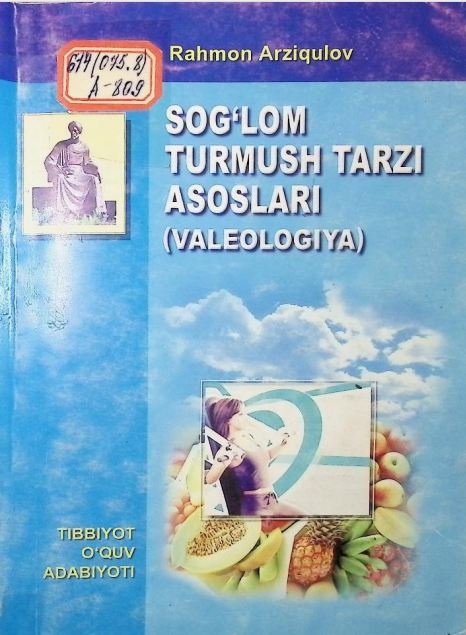 614(075.8)
A-809
Rahmon Arziqulov
SOG‘LOM
TURMUSH TARZI
ASOSLARI
(VALEOLOGIYA)
TIBBIYOT
O‘QUV
ADABIYOTI